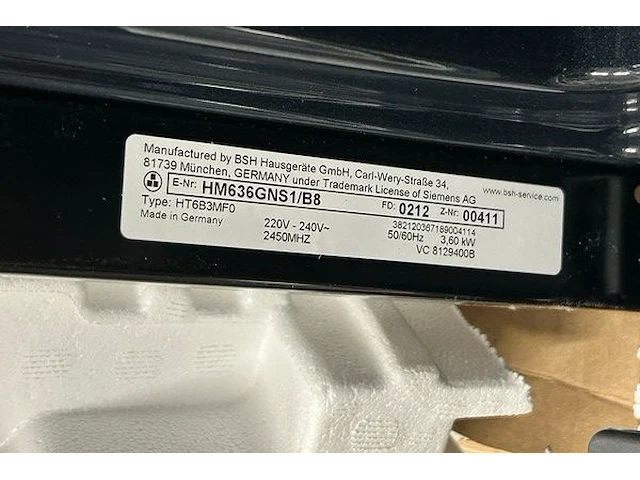 Manufactured by BSH Hausgeräte GmbH, Carl-Wery-Straße 34,
81739 München, GERMANY under Trademark License of Siemens AG
www.bsh-service.com
E-Nr: HM636GNS1/B8 FD: 0212 Z-Nr: 00411
Type: HT6B3MF0 382120367189004114
Made in Germany 220V - 240V~ 50/60Hz 3,60 kW
2450MHZ VC 8129400B